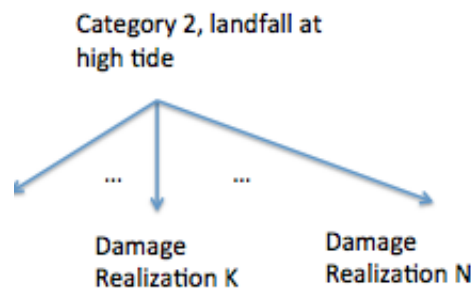 Category 2, landfall at
high tide
... ...
Damage Damage
Realization K Realization N